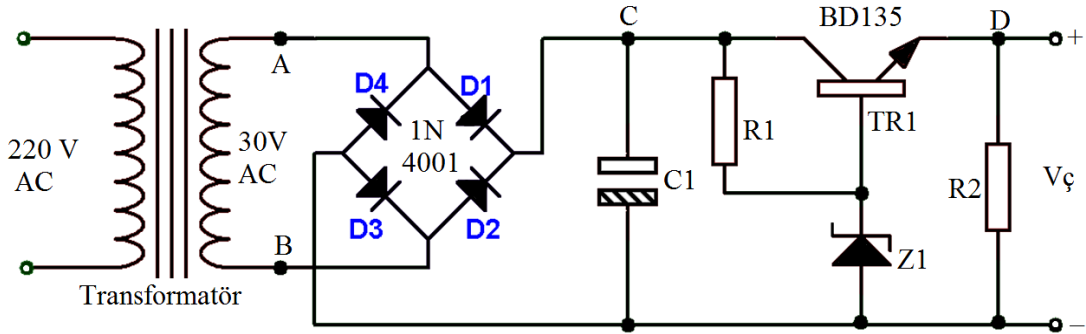 BD135
C
D
+
A
D4
D1
220 V
AC
30V
AC
1N
4001
R1
TR1
C1
R2
Vç
D3
D2
B
Z1
Transformatör
−